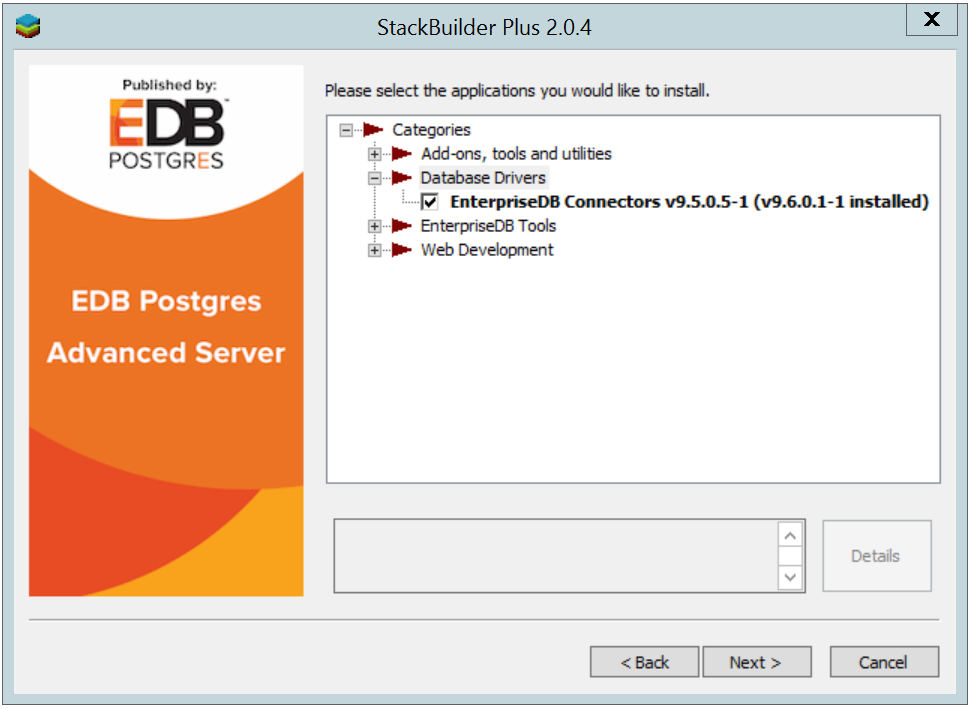 StackBuilder Plus 2.0.4
X
Published by:
EDB™
POSTGRES
EDB Postgres
Advanced Server
Please select the applications you would like to install.
Categories
Add-ons, tools and utilities
Database Drivers
EnterpriseDB Connectors v9.5.0.5-1 (v9.6.0.1-1 installed)
EnterpriseDB Tools
Web Development
Details
< Back
Next >
Cancel